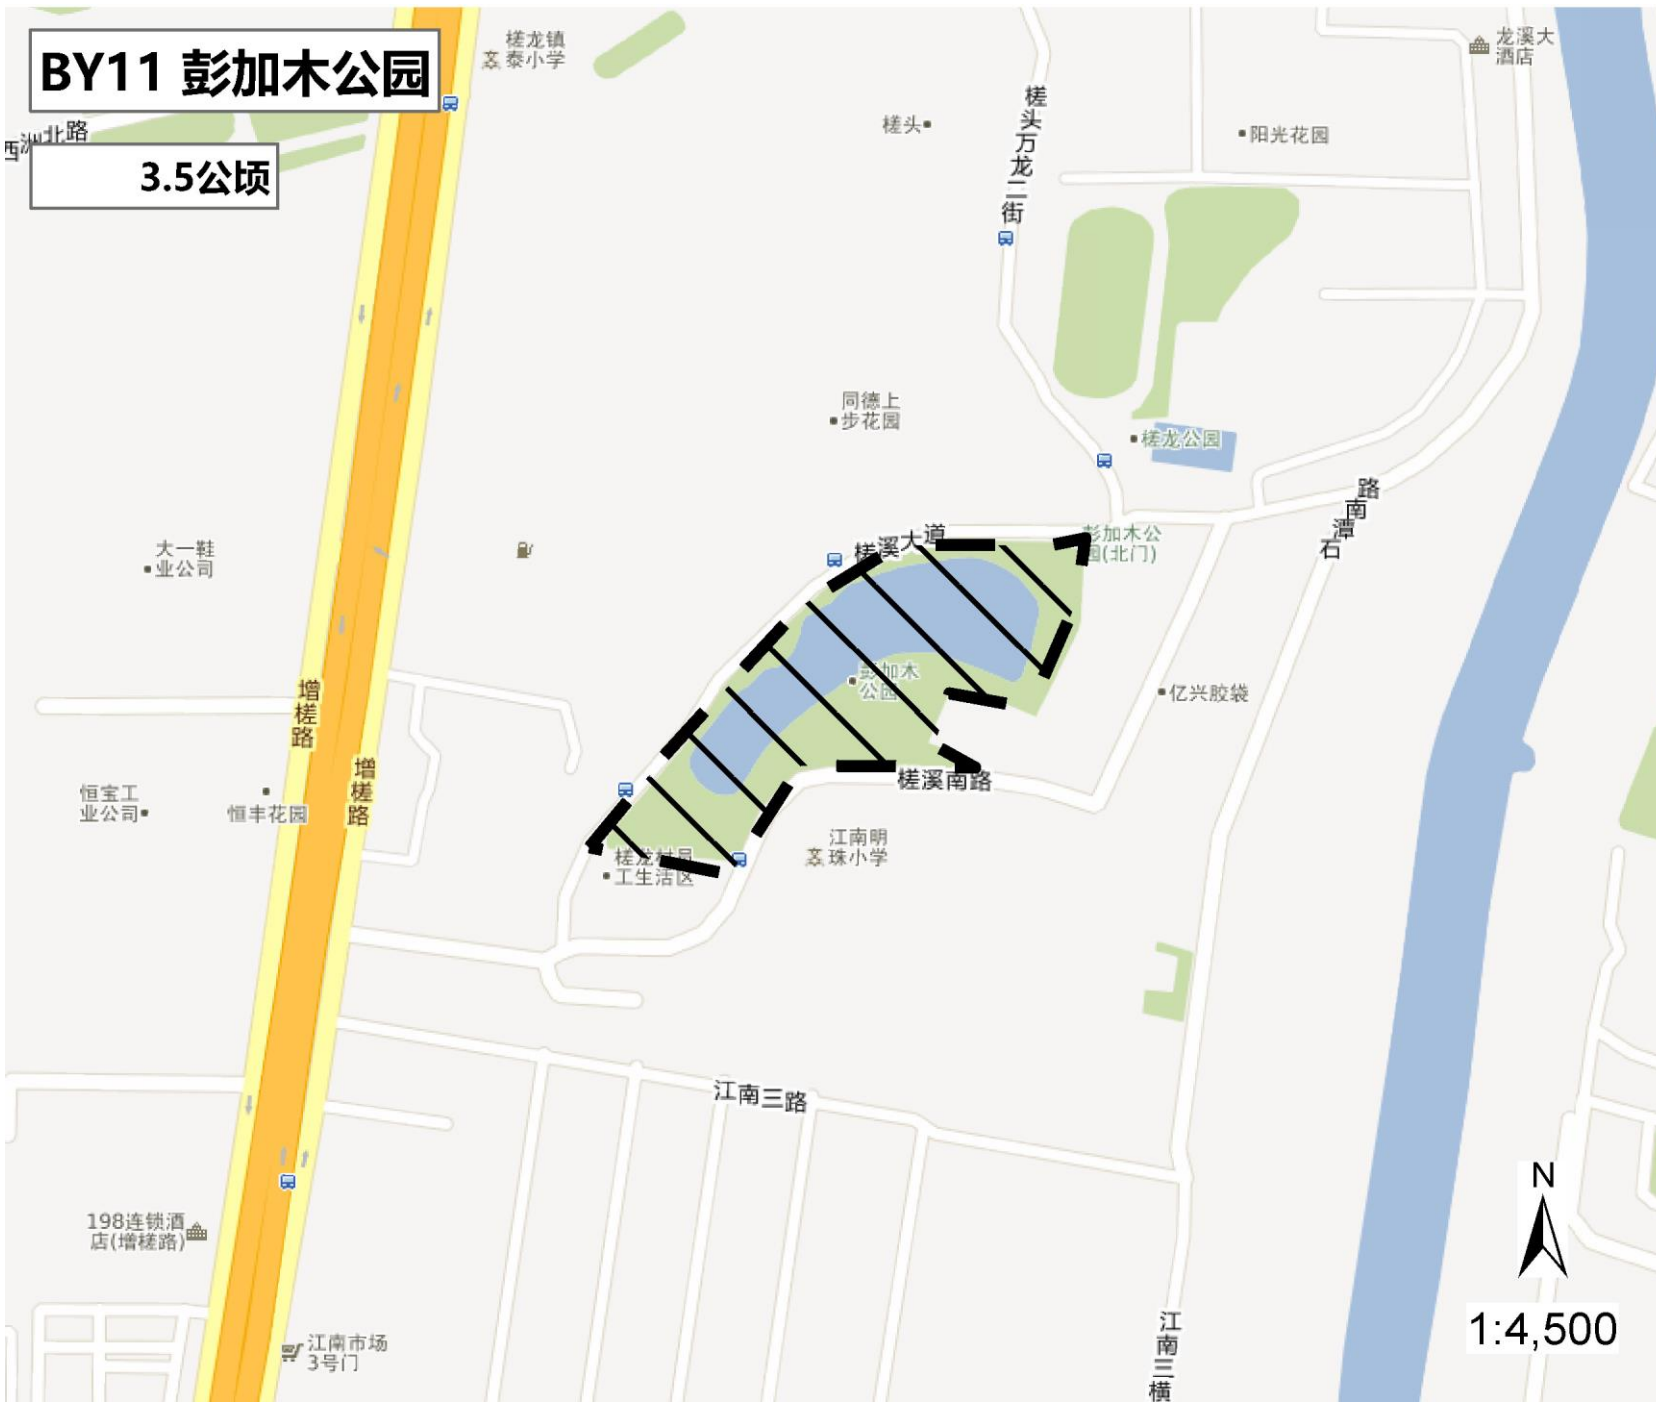 BY11 彭加木公园
3.5公顷
西洲北路
槎龙镇
泰小学
龙溪大
酒店
槎头
阳光花园
槎头万龙二街
同德上
步花园
槎龙公园
石潭南路
槎溪大道
彭加木公
园(北门)
大一鞋
业公司
彭加木
公园
亿兴胶袋
增槎路
增槎路
恒宝工
业公司
恒丰花园
槎溪南路
江南明
珠小学
槎龙村员
工生活区
江南三路
198连锁酒
店(增槎路)
江南市场
3号门
江南三横
N
1:4,500